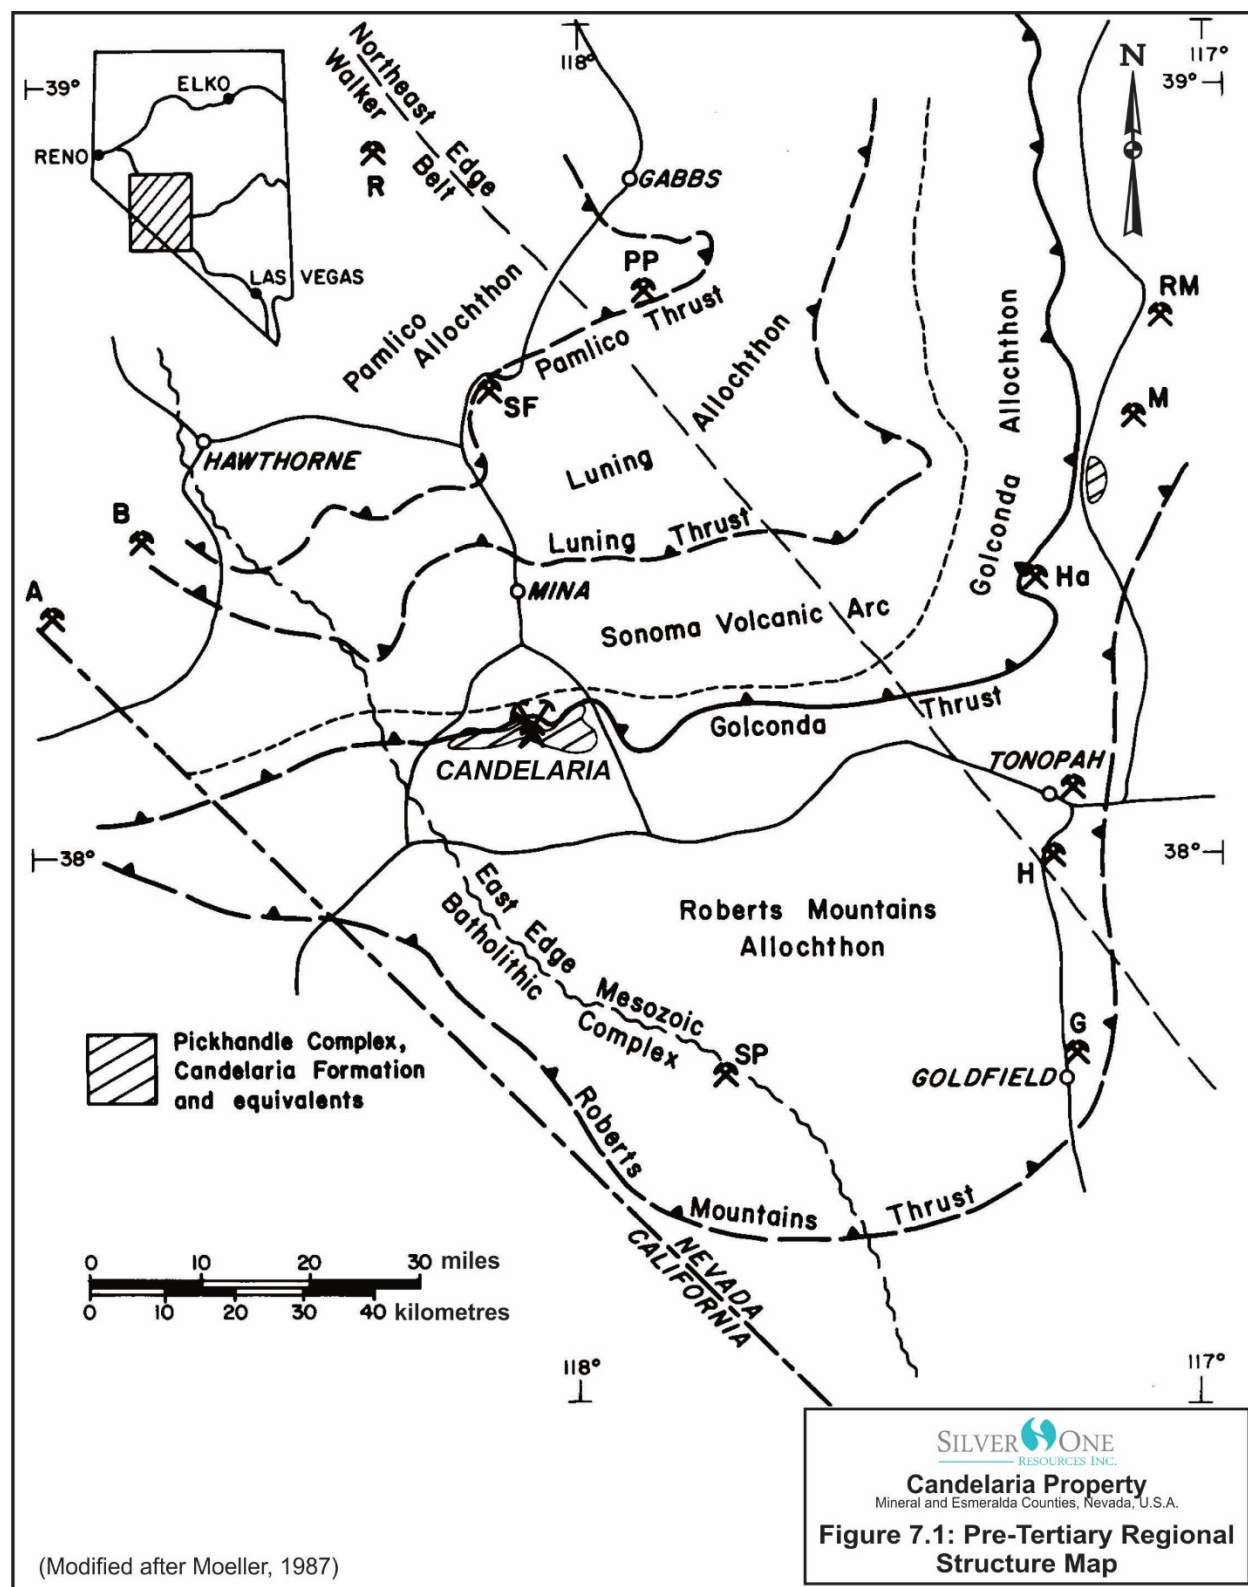 118°
117°
39°
39°
N
ELKO
RENO
LAS VEGAS
Northeast Edge
Walker Belt
R
GABBS
PP
RM
Pamlico
Allochthon
Pamlico Thrust
Allochthon
Golconda Allochthon
SF
M
HAWTHORNE
Luning
B
Luning Thrust
A
MINA
Ha
Sonoma Volcanic Arc
Golconda Thrust
CANDELARIA
TONOPAH
38°
38°
H
East Edge Mesozoic
Batholithic Complex
Roberts Mountains
Allochthon
SP
G
GOLDFIELD
Pickhandle Complex,
Candelaria Formation
and equivalents
Roberts Mountains Thrust
NEVADA
CALIFORNIA
0 10 20 30 miles
0 10 20 30 40 kilometres
118°
117°
SILVER ONE
RESOURCES INC.
Candelaria Property
Mineral and Esmeralda Counties, Nevada, U.S.A.
Figure 7.1: Pre-Tertiary Regional
Structure Map
(Modified after Moeller, 1987)